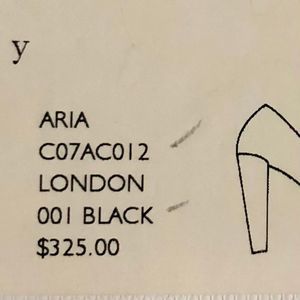 y
ARIA
C07AC012
LONDON
001 BLACK
$325.00